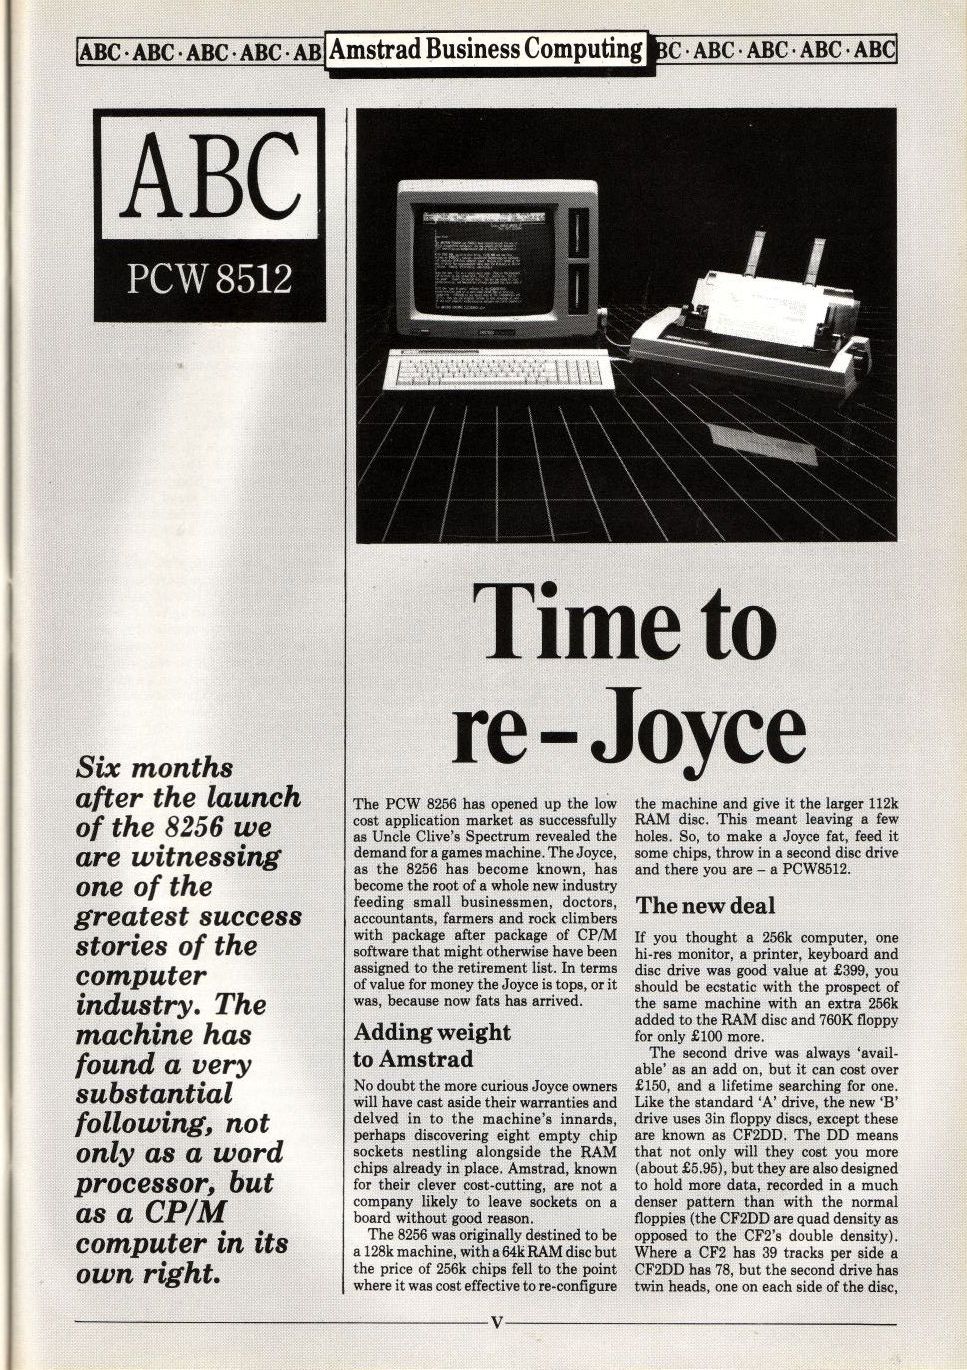 ABC · ABC · ABC · ABC · AB
Amstrad Business Computing
BC · ABC · ABC · ABC · ABC
ABC
PCW 8512
Time to
re – Joyce
Six months
after the launch
of the 8256 we
are witnessing
one of the
greatest success
stories of the
computer
industry. The
machine has
found a very
substantial
following, not
only as a word
processor, but
as a CP/M
computer in its
own right.
The PCW 8256 has opened up the low
cost application market as successfully
as Uncle Clive's Spectrum revealed the
demand for a games machine. The Joyce,
as the 8256 has become known, has
become the root of a whole new industry
feeding small businessmen, doctors,
accountants, farmers and rock climbers
with package after package of CP/M
software that might otherwise have been
assigned to the retirement list. In terms
of value for money the Joyce is tops, or it
was, because now fats has arrived.
Adding weight
to Amstrad
No doubt the more curious Joyce owners
will have cast aside their warranties and
delved in to the machine's innards,
perhaps discovering eight empty chip
sockets nestling alongside the RAM
chips already in place. Amstrad, known
for their clever cost-cutting, are not a
company likely to leave sockets on a
board without good reason.
The 8256 was originally destined to be
a 128k machine, with a 64k RAM disc but
the price of 256k chips fell to the point
where it was cost effective to re-configure
the machine and give it the larger 112k
RAM disc. This meant leaving a few
holes. So, to make a Joyce fat, feed it
some chips, throw in a second disc drive
and there you are – a PCW8512.
The new deal
If you thought a 256k computer, one
hi-res monitor, a printer, keyboard and
disc drive was good value at £399, you
should be ecstatic with the prospect of
the same machine with an extra 256k
added to the RAM disc and 760K floppy
for only £100 more.
The second drive was always 'avail-
able' as an add on, but it can cost over
£150, and a lifetime searching for one.
Like the standard 'A' drive, the new 'B'
drive uses 3in floppy discs, except these
are known as CF2DD. The DD means
that not only will they cost you more
(about £5.95), but they are also designed
to hold more data, recorded in a much
denser pattern than with the normal
floppies (the CF2DD are quad density as
opposed to the CF2's double density).
Where a CF2 has 39 tracks per side a
CF2DD has 78, but the second drive has
twin heads, one on each side of the disc,
V